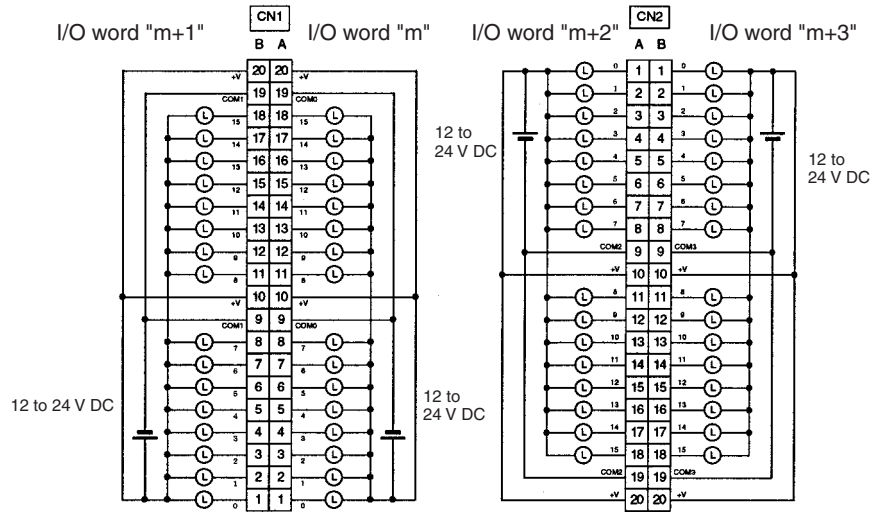 CN1
I/O word "m+1" I/O word "m"
B A
+V 20 20 +V
COM1 19 19 COM0
L 15 18 18 15 L
L 14 17 17 14 L
L 13 16 16 13 L
L 12 15 15 12 L
L 11 14 14 11 L
L 10 13 13 10 L
L 9 12 12 9 L
L 8 11 11 8 L
+V 10 10 +V
COM1 9 9 COM0
L 7 8 8 7 L
L 6 7 7 6 L
L 5 6 6 5 L
L 4 5 5 4 L
L 3 4 4 3 L
L 2 3 3 2 L
L 1 2 2 1 L
L 0 1 1 0 L
12 to 24 V DC
12 to
24 V DC
CN2
I/O word "m+2" I/O word "m+3"
A B
L 0 1 1 0 L
L 1 2 2 1 L
L 2 3 3 2 L
L 3 4 4 3 L
L 4 5 5 4 L
L 5 6 6 5 L
L 6 7 7 6 L
L 7 8 8 7 L
COM2 9 9 COM3
+V 10 10 +V
L 8 11 11 8 L
L 9 12 12 9 L
L 10 13 13 10 L
L 11 14 14 11 L
L 12 15 15 12 L
L 13 16 16 13 L
L 14 17 17 14 L
L 15 18 18 15 L
COM2 19 19 COM3
+V 20 20 +V
12 to
24 V DC
12 to
24 V DC